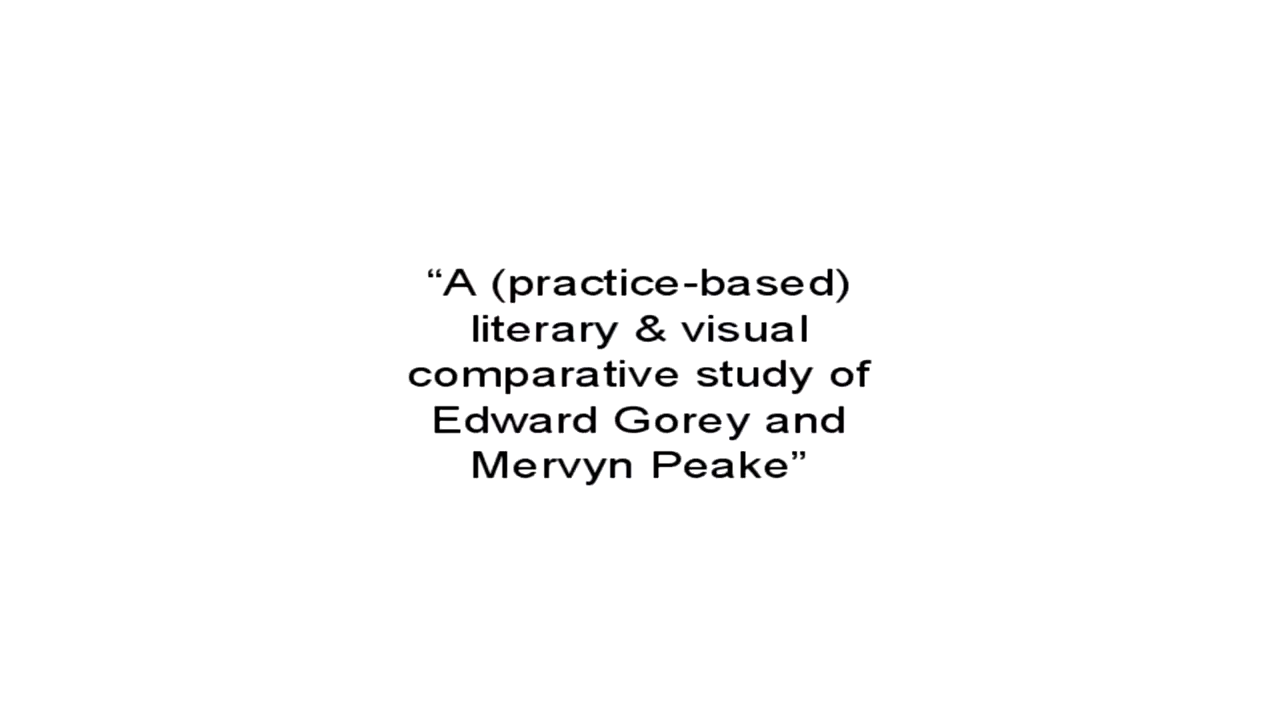 “A (practice-based)
literary & visual
comparative study of
Edward Gorey and
Mervyn Peake”